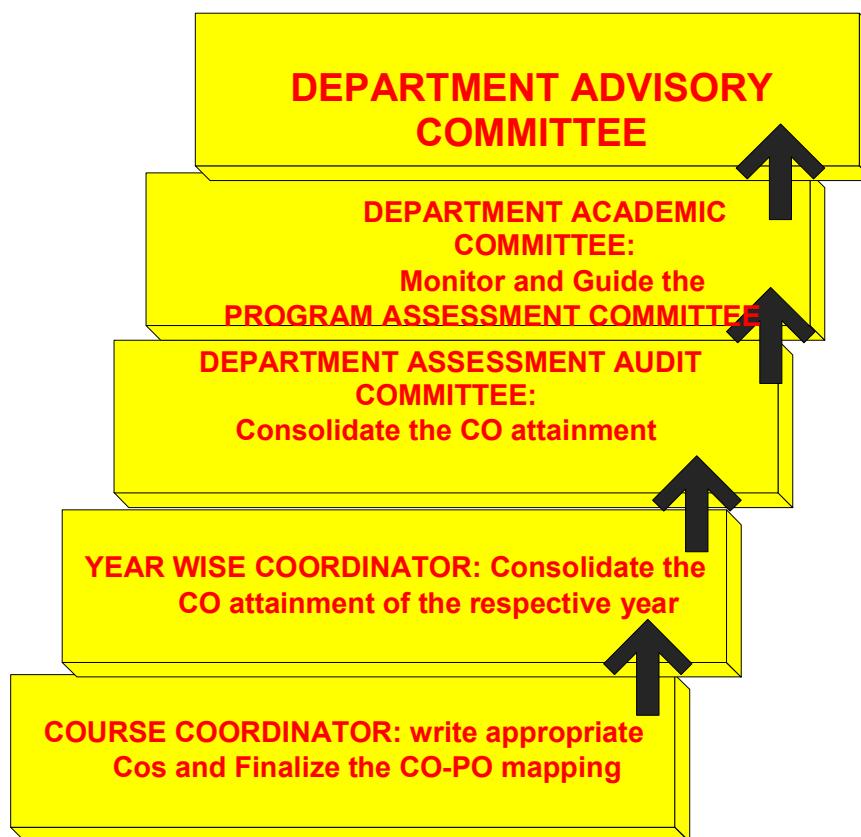 DEPARTMENT ADVISORY
COMMITTEE
DEPARTMENT ACADEMIC
COMMITTEE:
Monitor and Guide the
PROGRAM ASSESSMENT COMMITTEE
DEPARTMENT ASSESSMENT AUDIT
COMMITTEE:
Consolidate the CO attainment
YEAR WISE COORDINATOR: Consolidate the
CO attainment of the respective year
COURSE COORDINATOR: write appropriate
Cos and Finalize the CO-PO mapping